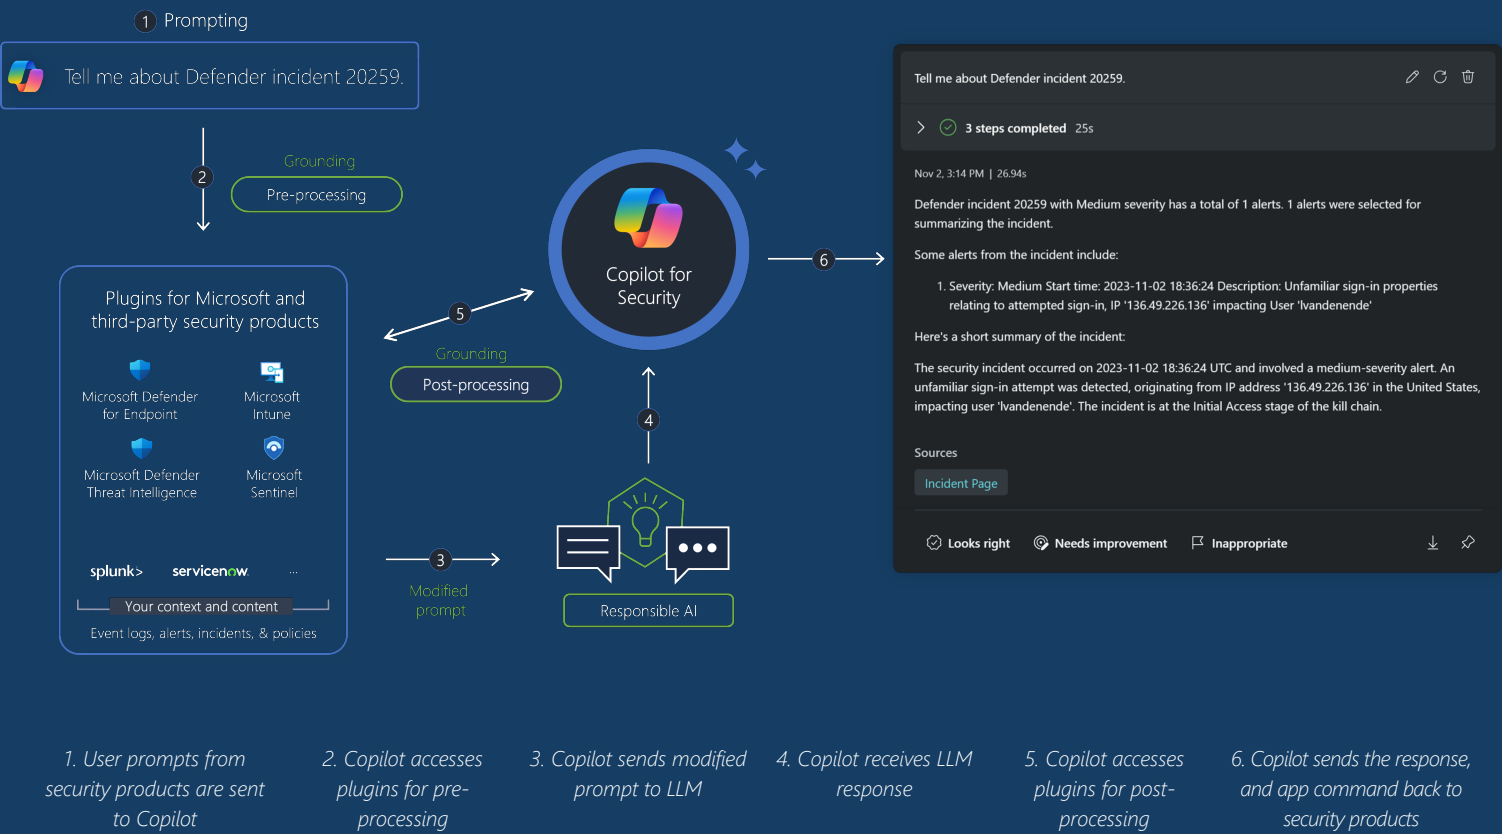 1 Prompting
Tell me about Defender incident 20259.
2
Grounding
Pre-processing
Plugins for Microsoft and
third-party security products
Microsoft Defender
for Endpoint
Microsoft
Intune
Microsoft Defender
Threat Intelligence
Microsoft
Sentinel
splunk>
servicenow.
...
Your context and content
Event logs, alerts, incidents, & policies
3
Modified
prompt
Responsible AI
4
5
Grounding
Post-processing
Copilot for
Security
6
Tell me about Defender incident 20259.
3 steps completed 25s
Nov 2, 3:14 PM | 26.94s
Defender incident 20259 with Medium severity has a total of 1 alerts. 1 alerts were selected for
summarizing the incident.
Some alerts from the incident include:
1. Severity: Medium Start time: 2023-11-02 18:36:24 Description: Unfamiliar sign-in properties
relating to attempted sign-in, IP '136.49.226.136' impacting User 'lvandenende'
Here's a short summary of the incident:
The security incident occurred on 2023-11-02 18:36:24 UTC and involved a medium-severity alert. An
unfamiliar sign-in attempt was detected, originating from IP address '136.49.226.136' in the United States,
impacting user 'lvandenende'. The incident is at the Initial Access stage of the kill chain.
Sources
Incident Page
Looks right
Needs improvement
Inappropriate
1. User prompts from
security products are sent
to Copilot
2. Copilot accesses
plugins for pre-
processing
3. Copilot sends modified
prompt to LLM
4. Copilot receives LLM
response
5. Copilot accesses
plugins for post-
processing
6. Copilot sends the response,
and app command back to
security products